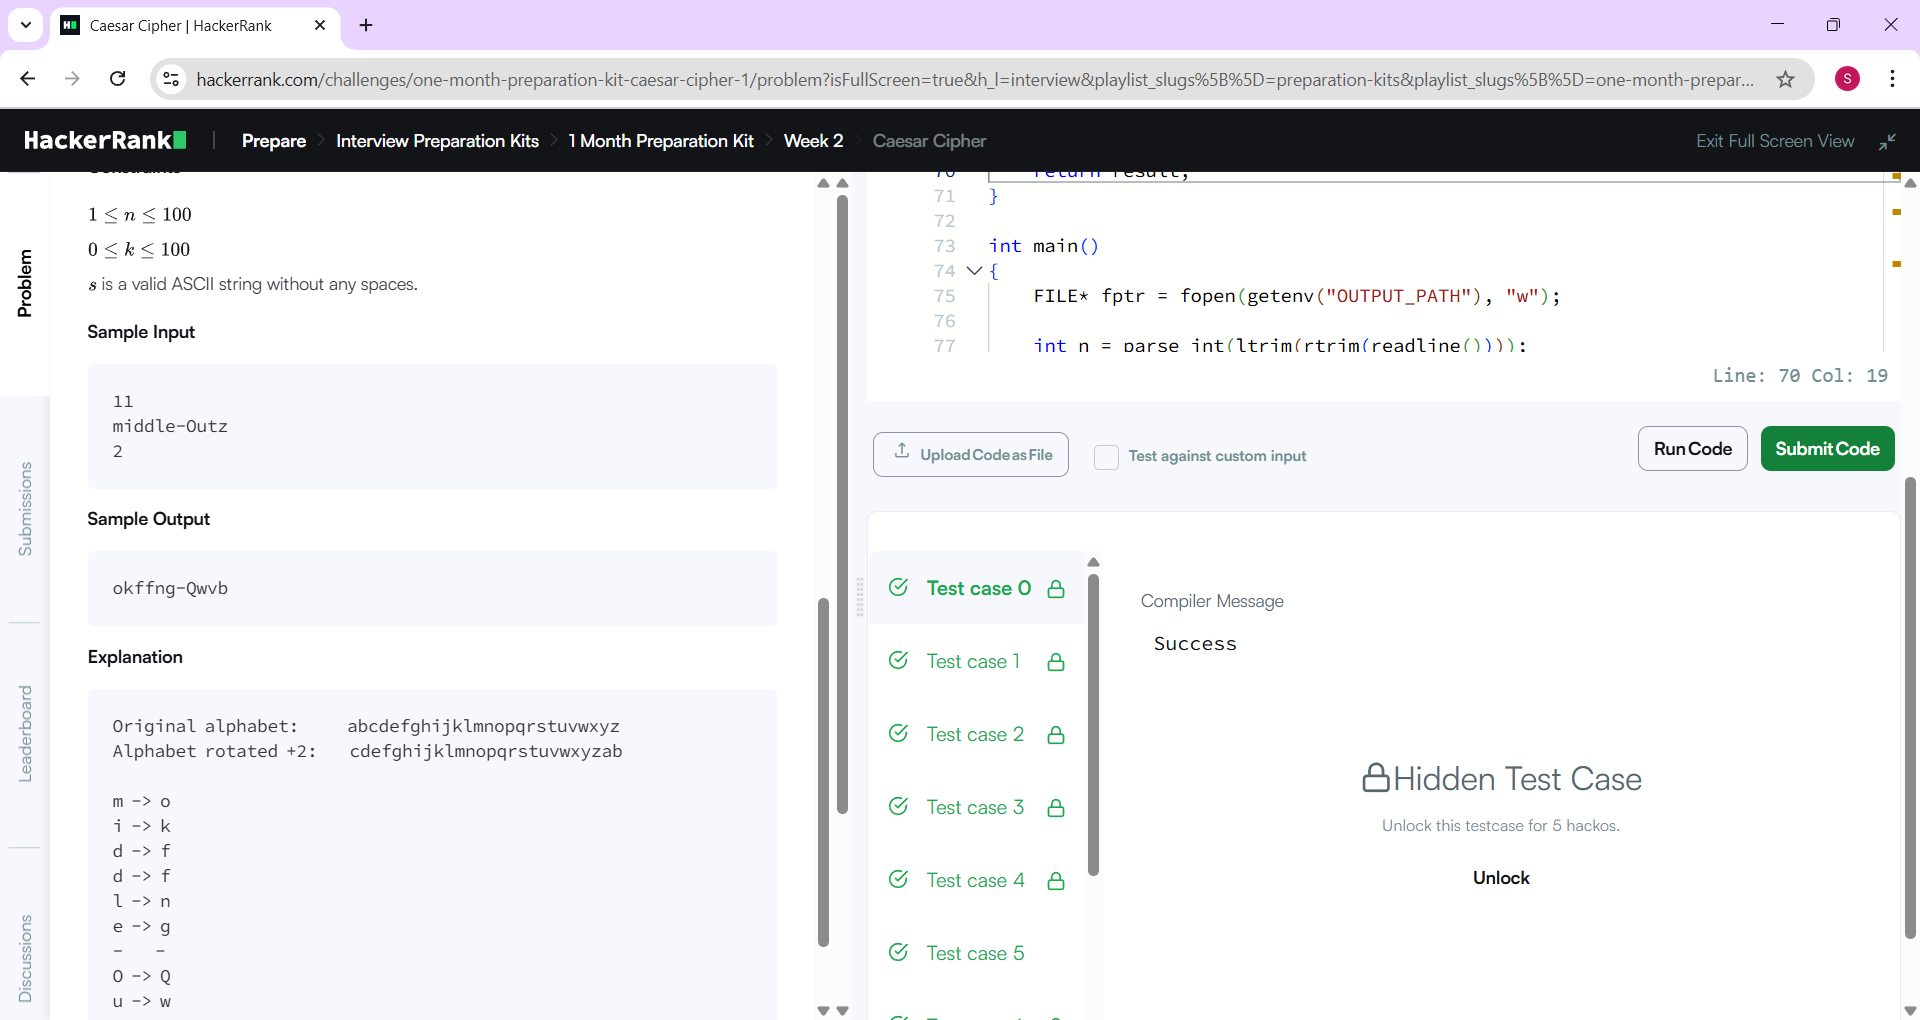 Caesar Cipher | HackerRank
hackerrank.com/challenges/one-month-preparation-kit-caesar-cipher-1/problem?isFullScreen=true&h_l=interview&playlist_slugs%5B%5D=preparation-kits&playlist_slugs%5B%5D=one-month-prepar...
S
HackerRank
Prepare
Interview Preparation Kits
1 Month Preparation Kit
Week 2
Caesar Cipher
Exit Full Screen View
Problem
Submissions
Leaderboard
Discussions
Constraints
1 ≤ n ≤ 100
0 ≤ k ≤ 100
s is a valid ASCII string without any spaces.
Sample Input
11
middle-Outz
2
Sample Output
okffng-Qwvb
Explanation
Original alphabet:      abcdefghijklmnopqrstuvwxyz
Alphabet rotated +2:    cdefghijklmnopqrstuvwxyzab
m -> o
i -> k
d -> f
d -> f
l -> n
e -> g
-    -
O -> Q
u -> w
70 return result;
71 }
72
73 int main()
74 {
75 FILE* fptr = fopen(getenv("OUTPUT_PATH"), "w");
76
77 int n = parse_int(ltrim(rtrim(readline())));
Line: 70 Col: 19
Upload Code as File
Test against custom input
Run Code
Submit Code
Test case 0
Test case 1
Test case 2
Test case 3
Test case 4
Test case 5
Compiler Message
Success
Hidden Test Case
Unlock this testcase for 5 hackos.
Unlock